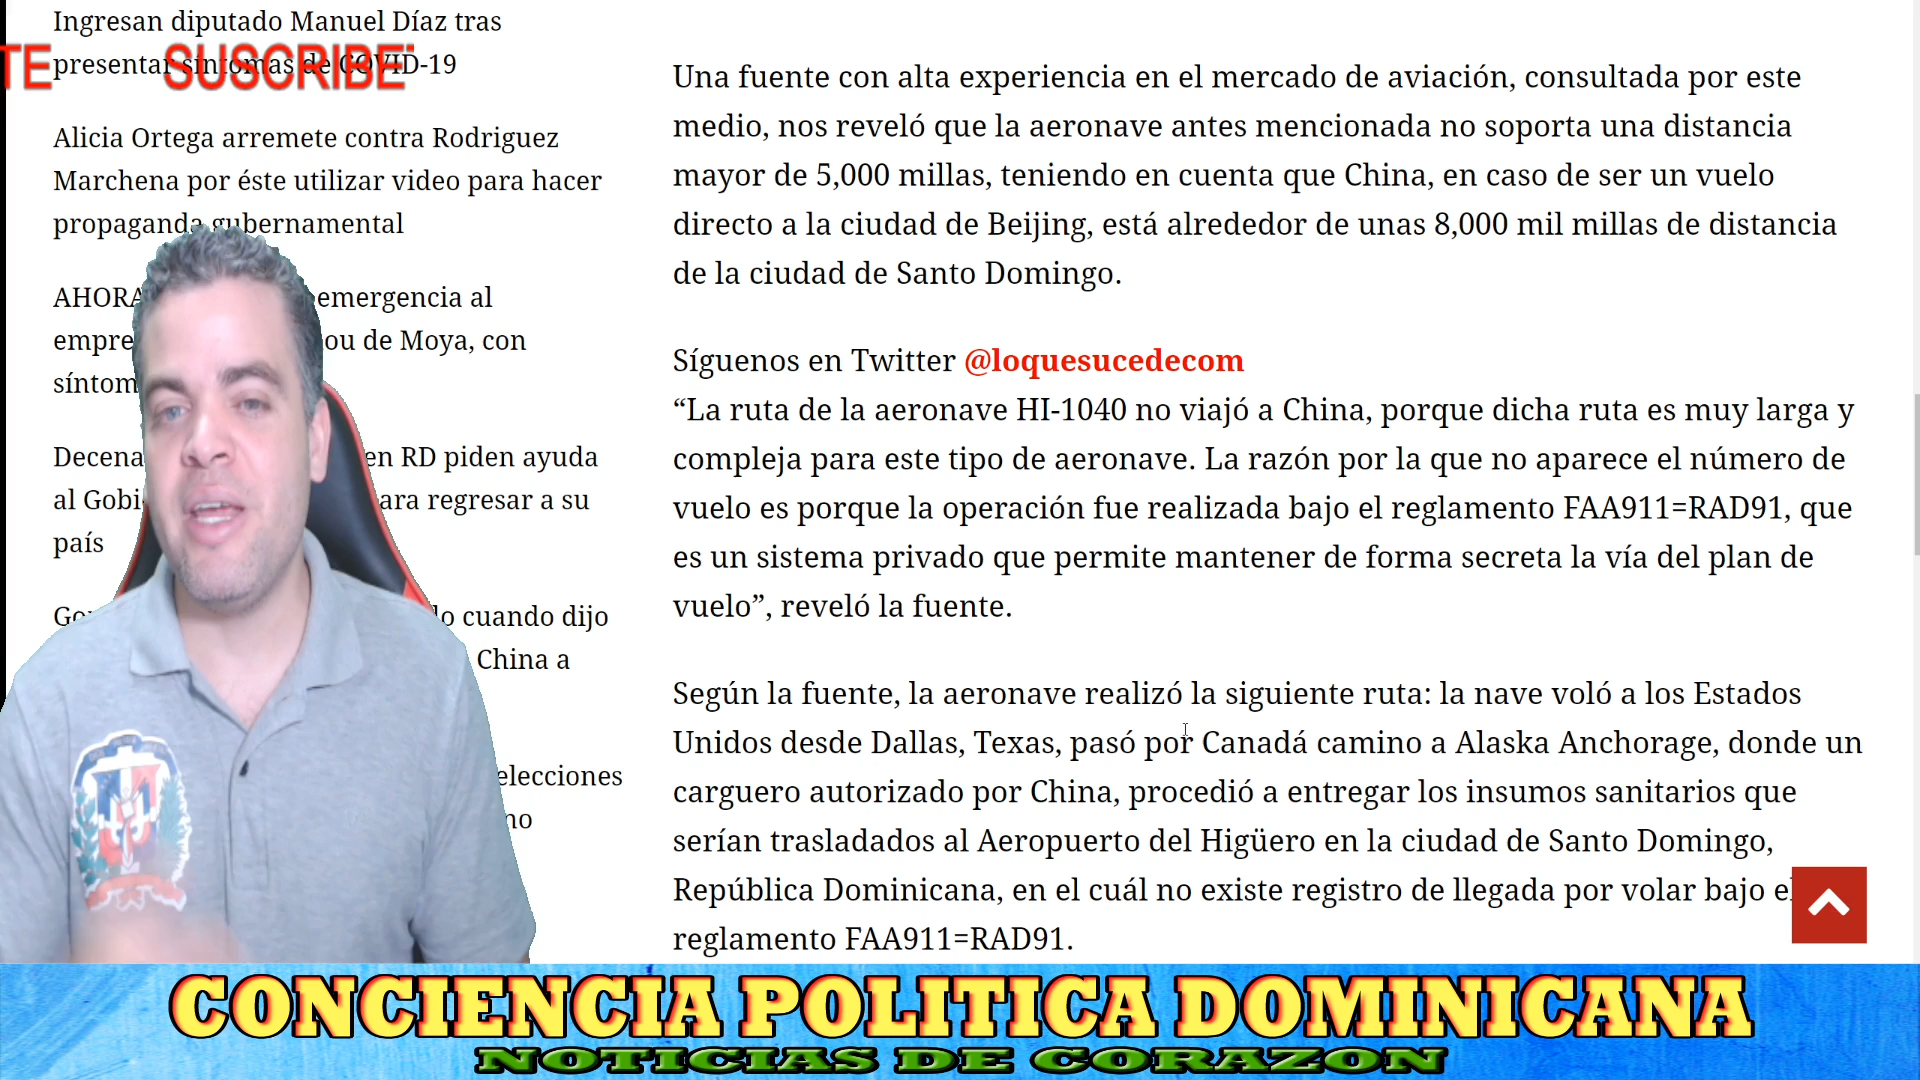 Ingresan diputado Manuel Díaz tras
presentar síntomas de COVID-19
TE SUSCRIBE
Alicia Ortega arremete contra Rodriguez
Marchena por éste utilizar video para hacer
propaganda gubernamental
AHORA emergencia al
ou de Moya, con
Decena en RD piden ayuda
al Gobi ara regresar a su
país
lo cuando dijo
China a
elecciones
no
Una fuente con alta experiencia en el mercado de aviación, consultada por este
medio, nos reveló que la aeronave antes mencionada no soporta una distancia
mayor de 5,000 millas, teniendo en cuenta que China, en caso de ser un vuelo
directo a la ciudad de Beijing, está alrededor de unas 8,000 mil millas de distancia
de la ciudad de Santo Domingo.
Síguenos en Twitter @loquesucedecom
“La ruta de la aeronave HI-1040 no viajó a China, porque dicha ruta es muy larga y
compleja para este tipo de aeronave. La razón por la que no aparece el número de
vuelo es porque la operación fue realizada bajo el reglamento FAA911=RAD91, que
es un sistema privado que permite mantener de forma secreta la vía del plan de
vuelo”, reveló la fuente.
Según la fuente, la aeronave realizó la siguiente ruta: la nave voló a los Estados
Unidos desde Dallas, Texas, pasó por Canadá camino a Alaska Anchorage, donde un
carguero autorizado por China, procedió a entregar los insumos sanitarios que
serían trasladados al Aeropuerto del Higüero en la ciudad de Santo Domingo,
República Dominicana, en el cuál no existe registro de llegada por volar bajo el
reglamento FAA911=RAD91.
CONCIENCIA POLITICA DOMINICANA
NOTICIAS DE CORAZON